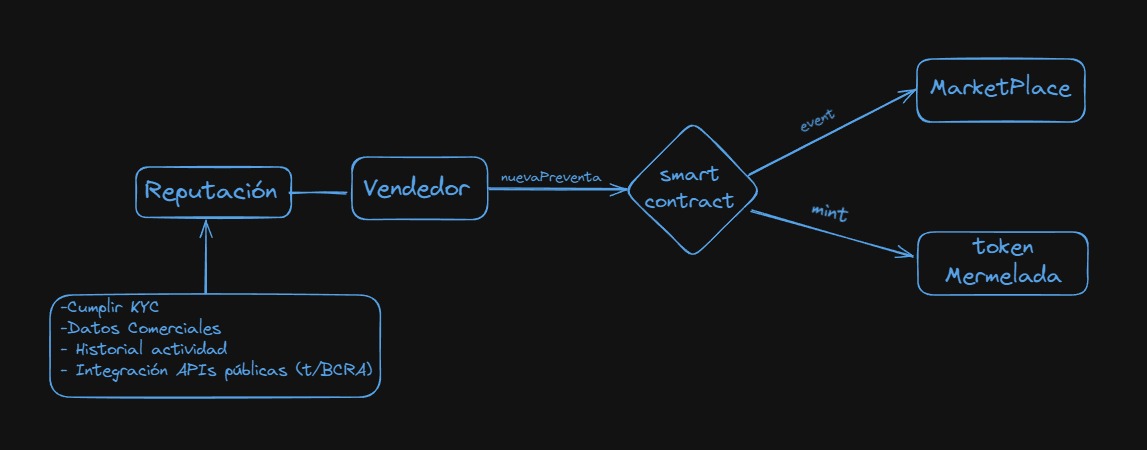 MarketPlace
event
Reputación
Vendedor
nuevaPreventa
smart
contract
mint
token
Mermelada
-Cumplir KYC
-Datos Comerciales
- Historial actividad
- Integración APIs públicas (t/BCRA)